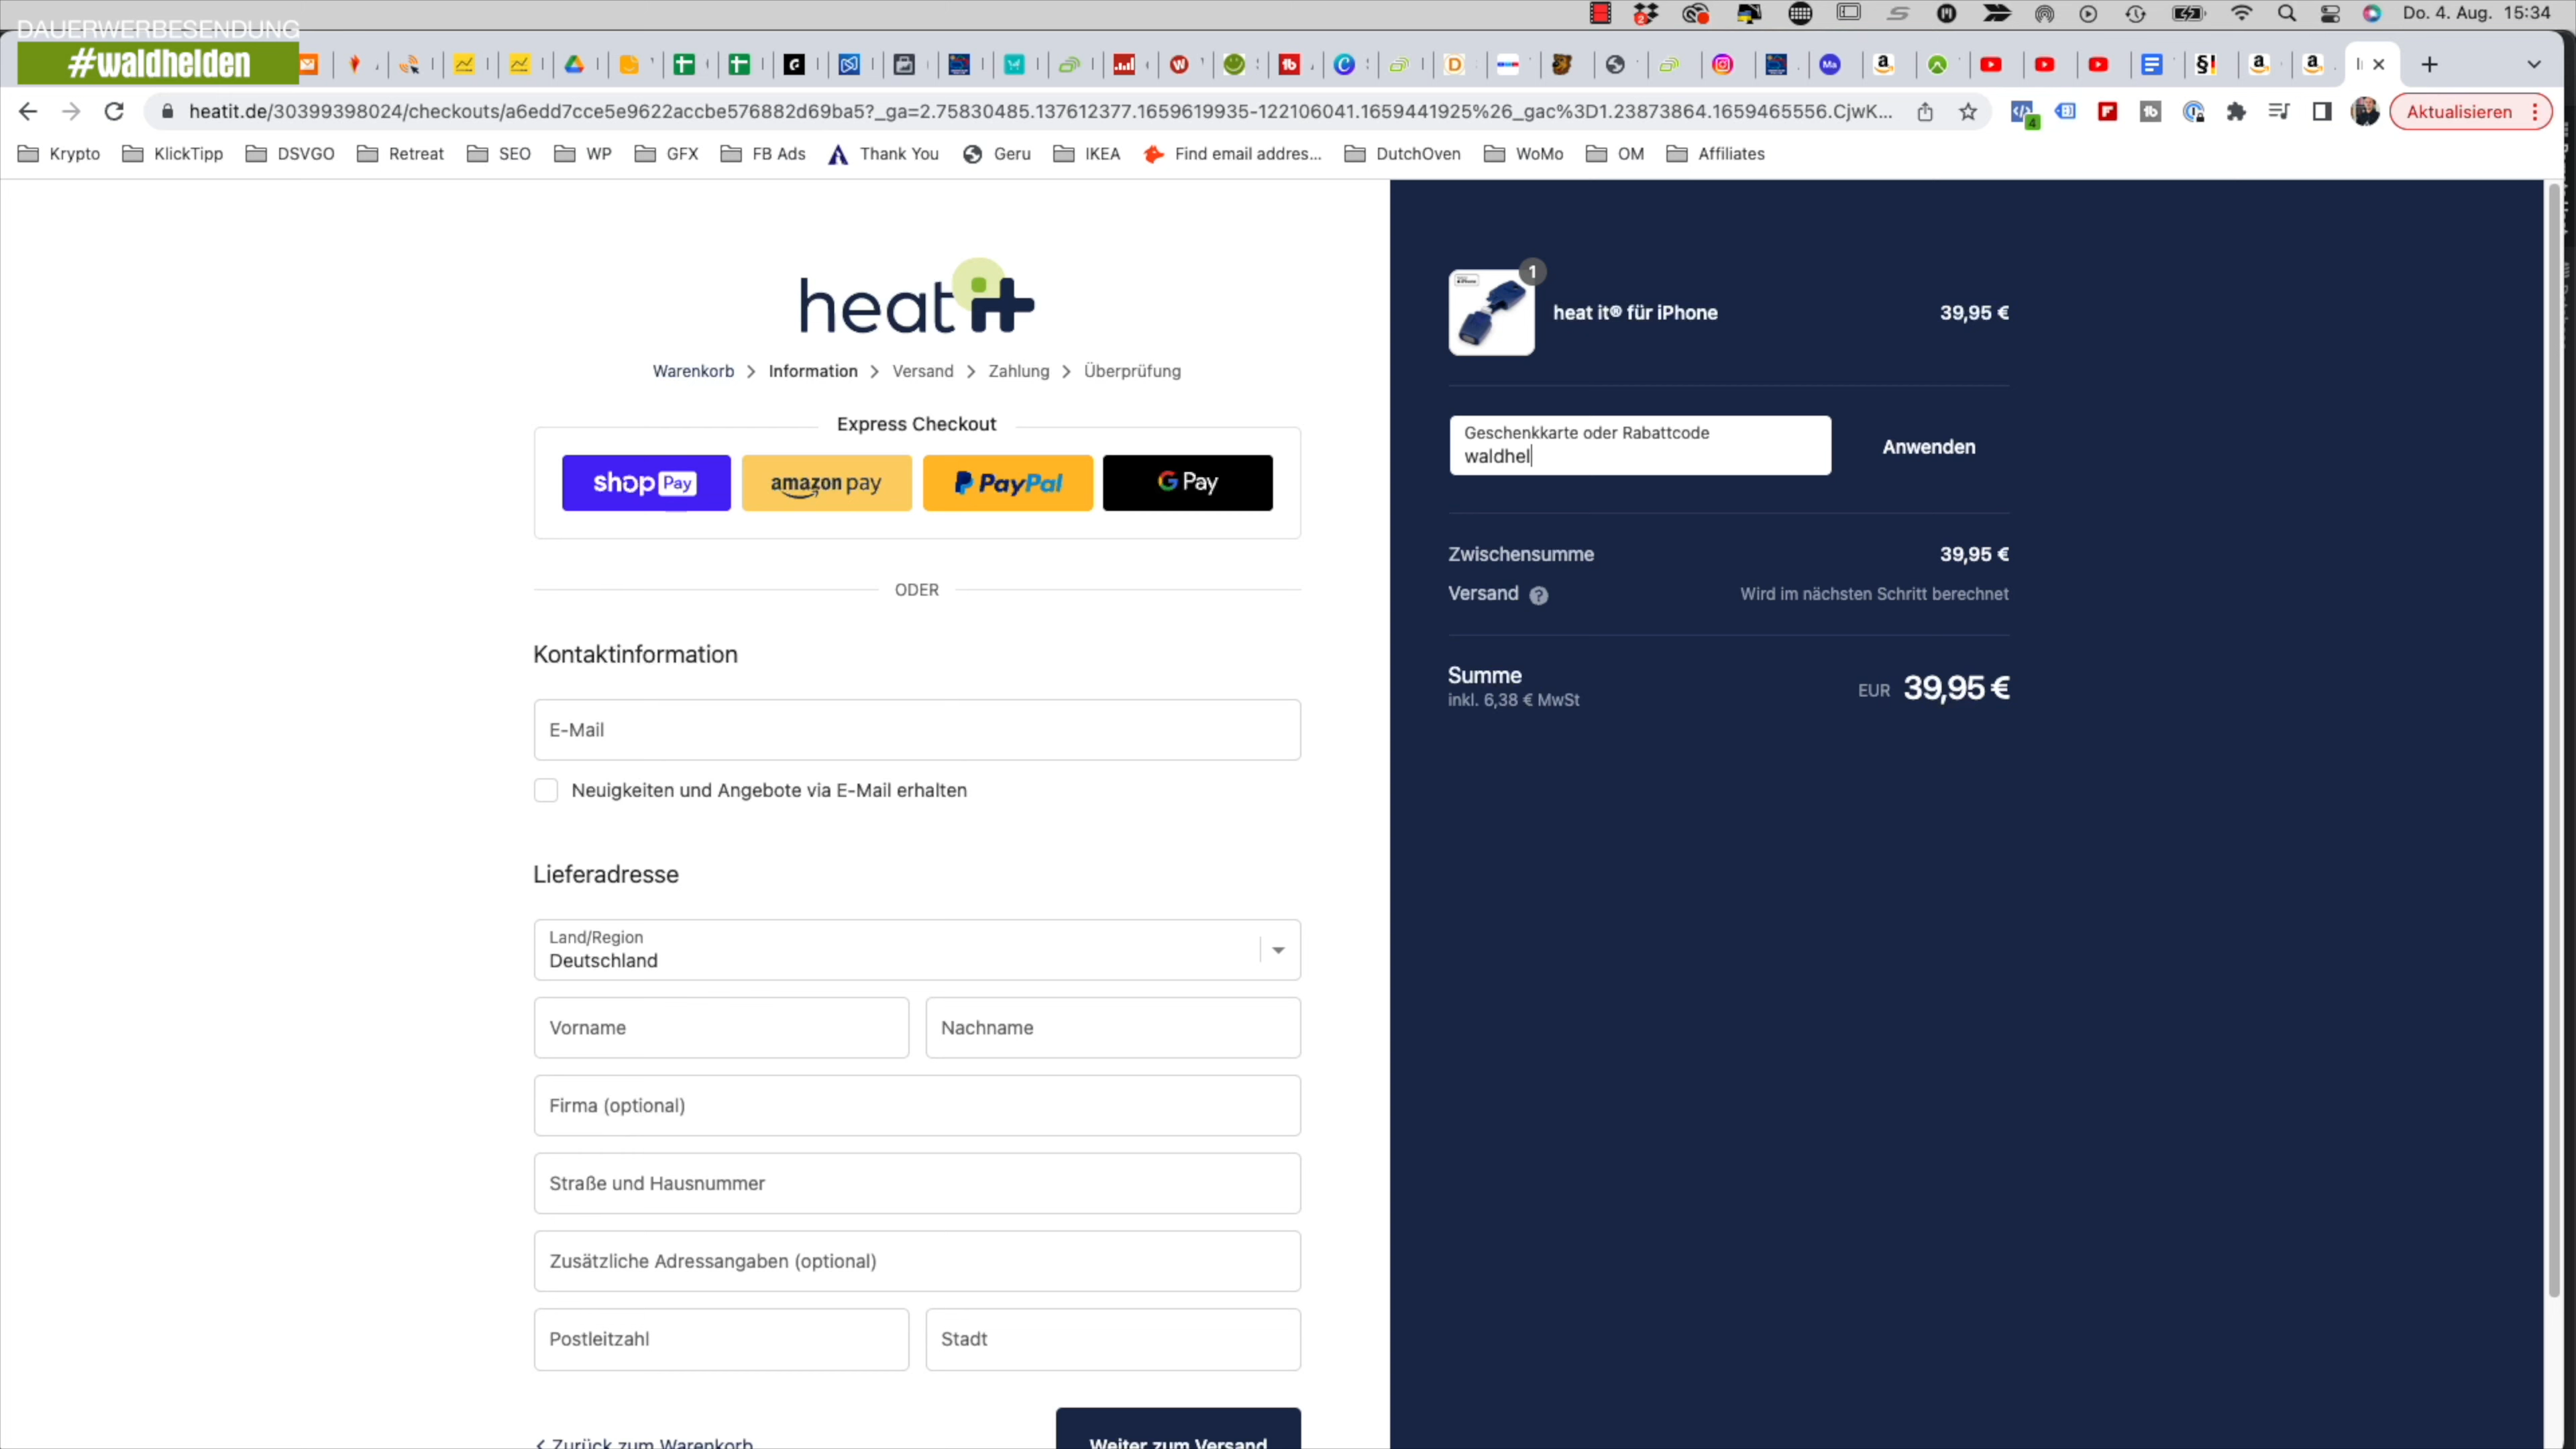 DAUERWERBESENDUNG
#waldhelden
Do. 4. Aug. 15:34
heatit.de/30399398024/checkouts/a6edd7cce5e9622accbe576882d69ba5?_ga=2.75830485.137612377.1659619935-122106041.1659441925%26_gac%3D1.23873864.1659465556.CjwK...
Aktualisieren
Krypto KlickTipp DSVGO Retreat SEO WP GFX FB Ads Thank You Geru IKEA Find email addres... DutchOven WoMo OM Affiliates
heat it
Warenkorb > Information > Versand > Zahlung > Überprüfung
Express Checkout
shop Pay amazon pay PayPal G Pay
ODER
Kontaktinformation
E-Mail
Neuigkeiten und Angebote via E-Mail erhalten
Lieferadresse
Land/Region
Deutschland
Vorname Nachname
Firma (optional)
Straße und Hausnummer
Zusätzliche Adressangaben (optional)
Postleitzahl Stadt
< Zurück zum Warenkorb Weiter zum Versand
1
heat it® für iPhone 39,95 €
Geschenkkarte oder Rabattcode
waldhel
Anwenden
Zwischensumme 39,95 €
Versand ? Wird im nächsten Schritt berechnet
Summe
inkl. 6,38 € MwSt
EUR 39,95 €